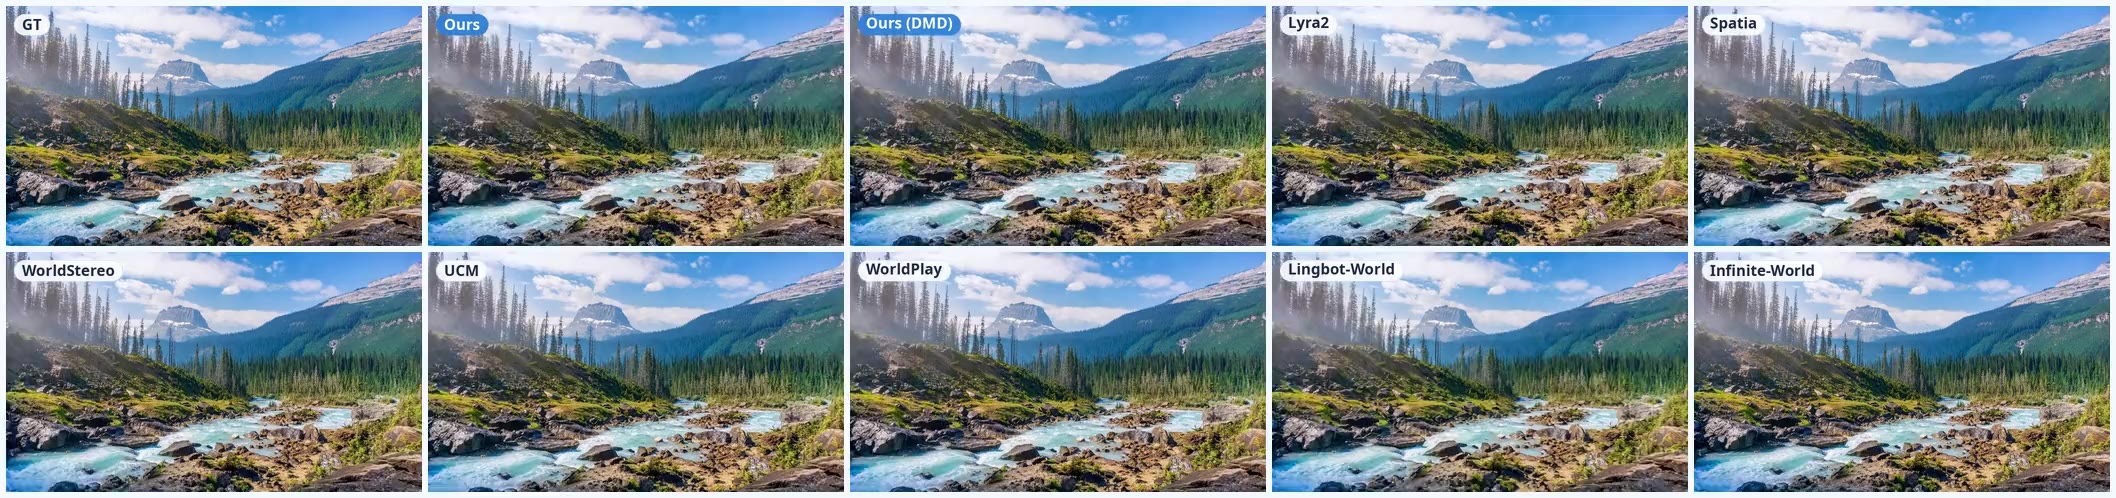 GT
Ours
Ours (DMD)
Lyra2
Spatia
WorldStereo
UCM
WorldPlay
Lingbot-World
Infinite-World